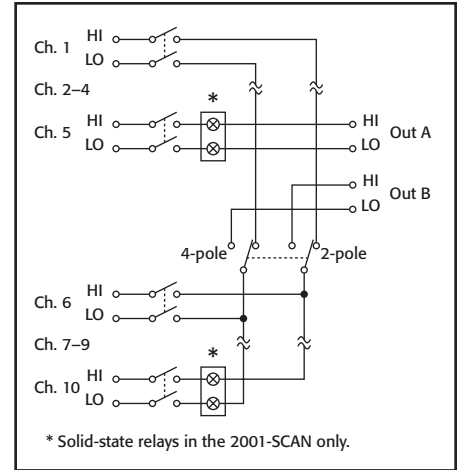 Ch. 1 HI
LO
Ch. 2–4
*
Ch. 5 HI HI
LO LO Out A
HI
LO Out B
4-pole 2-pole
Ch. 6 HI
LO
Ch. 7–9
*
Ch. 10 HI
LO
* Solid-state relays in the 2001-SCAN only.